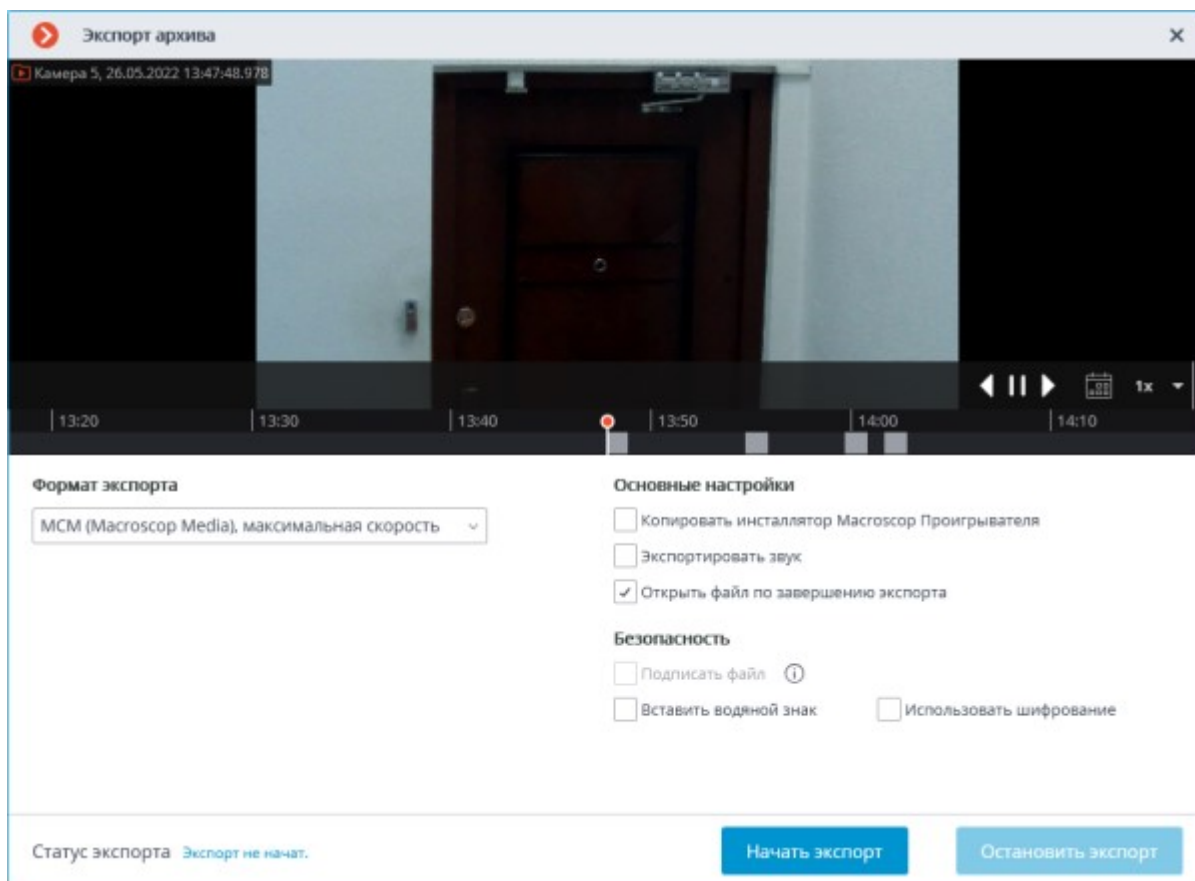 Экспорт архива
Камера 5, 26.05.2022 13:47:48.978
1x
13:20 13:30 13:40 13:50 14:00 14:10
Формат экспорта
MCM (Macroscop Media), максимальная скорость
Основные настройки
Копировать инсталлятор Macroscop Проигрывателя
Экспортировать звук
Открыть файл по завершению экспорта
Безопасность
Подписать файл
Вставить водяной знак Использовать шифрование
Статус экспорта Экспорт не начат. Начать экспорт Остановить экспорт